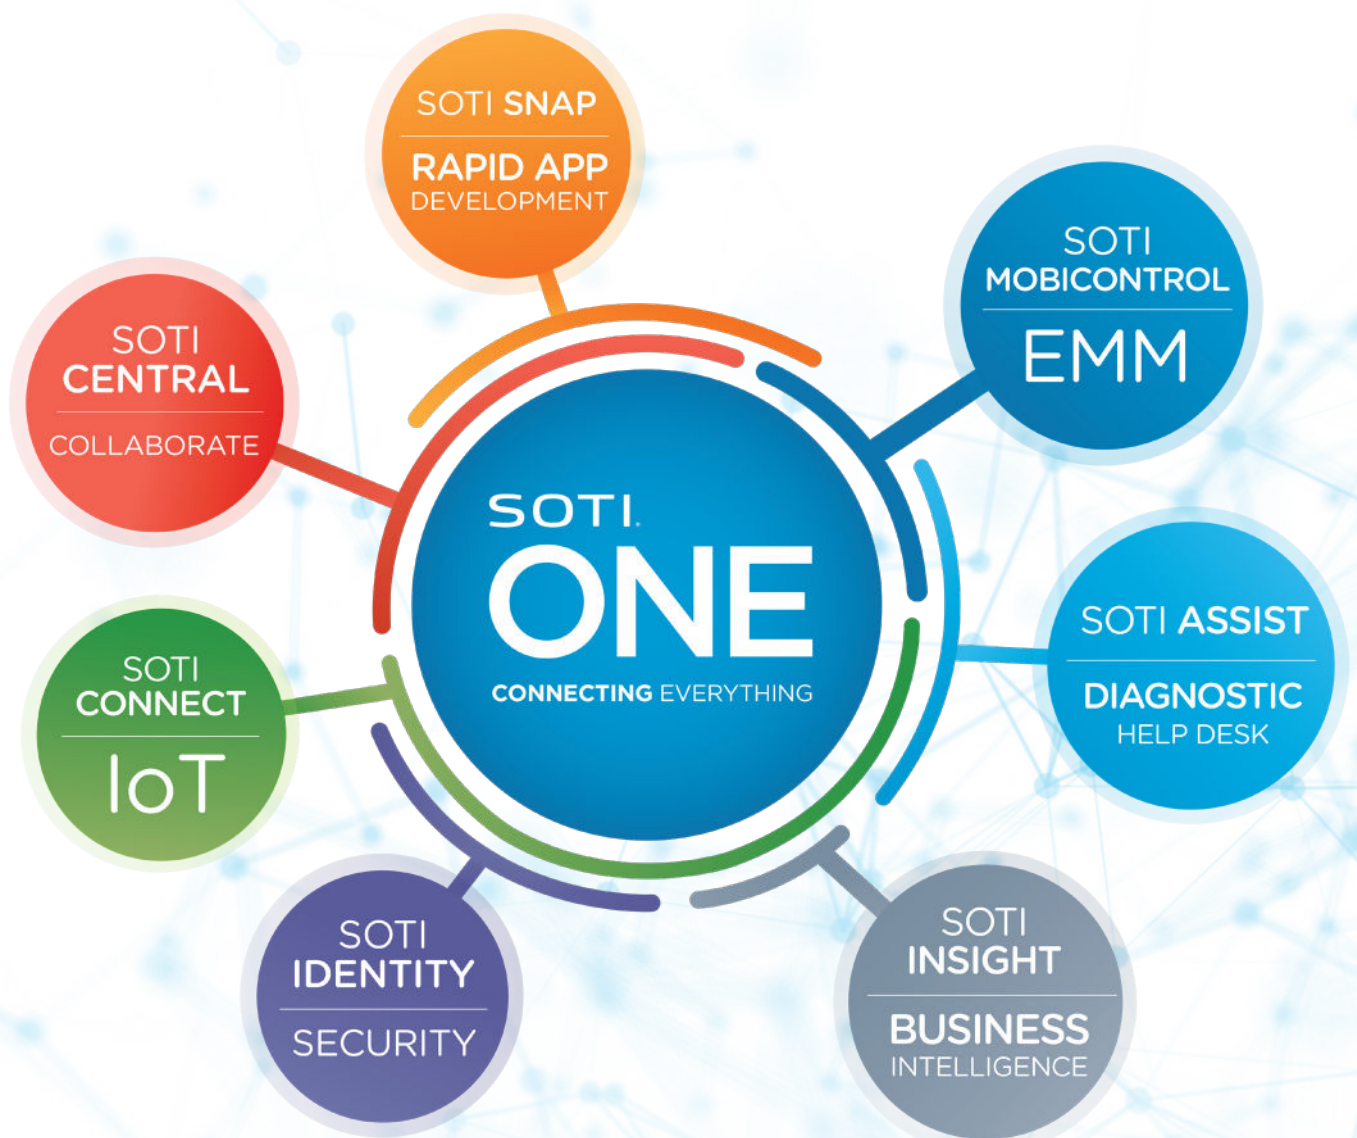 SOTI SNAP
RAPID APP
DEVELOPMENT
SOTI
MOBICONTROL
EMM
SOTI
CENTRAL
COLLABORATE
SOTI.
ONE
CONNECTING EVERYTHING
SOTI ASSIST
DIAGNOSTIC
HELP DESK
SOTI
CONNECT
IoT
SOTI
IDENTITY
SECURITY
SOTI
INSIGHT
BUSINESS
INTELLIGENCE